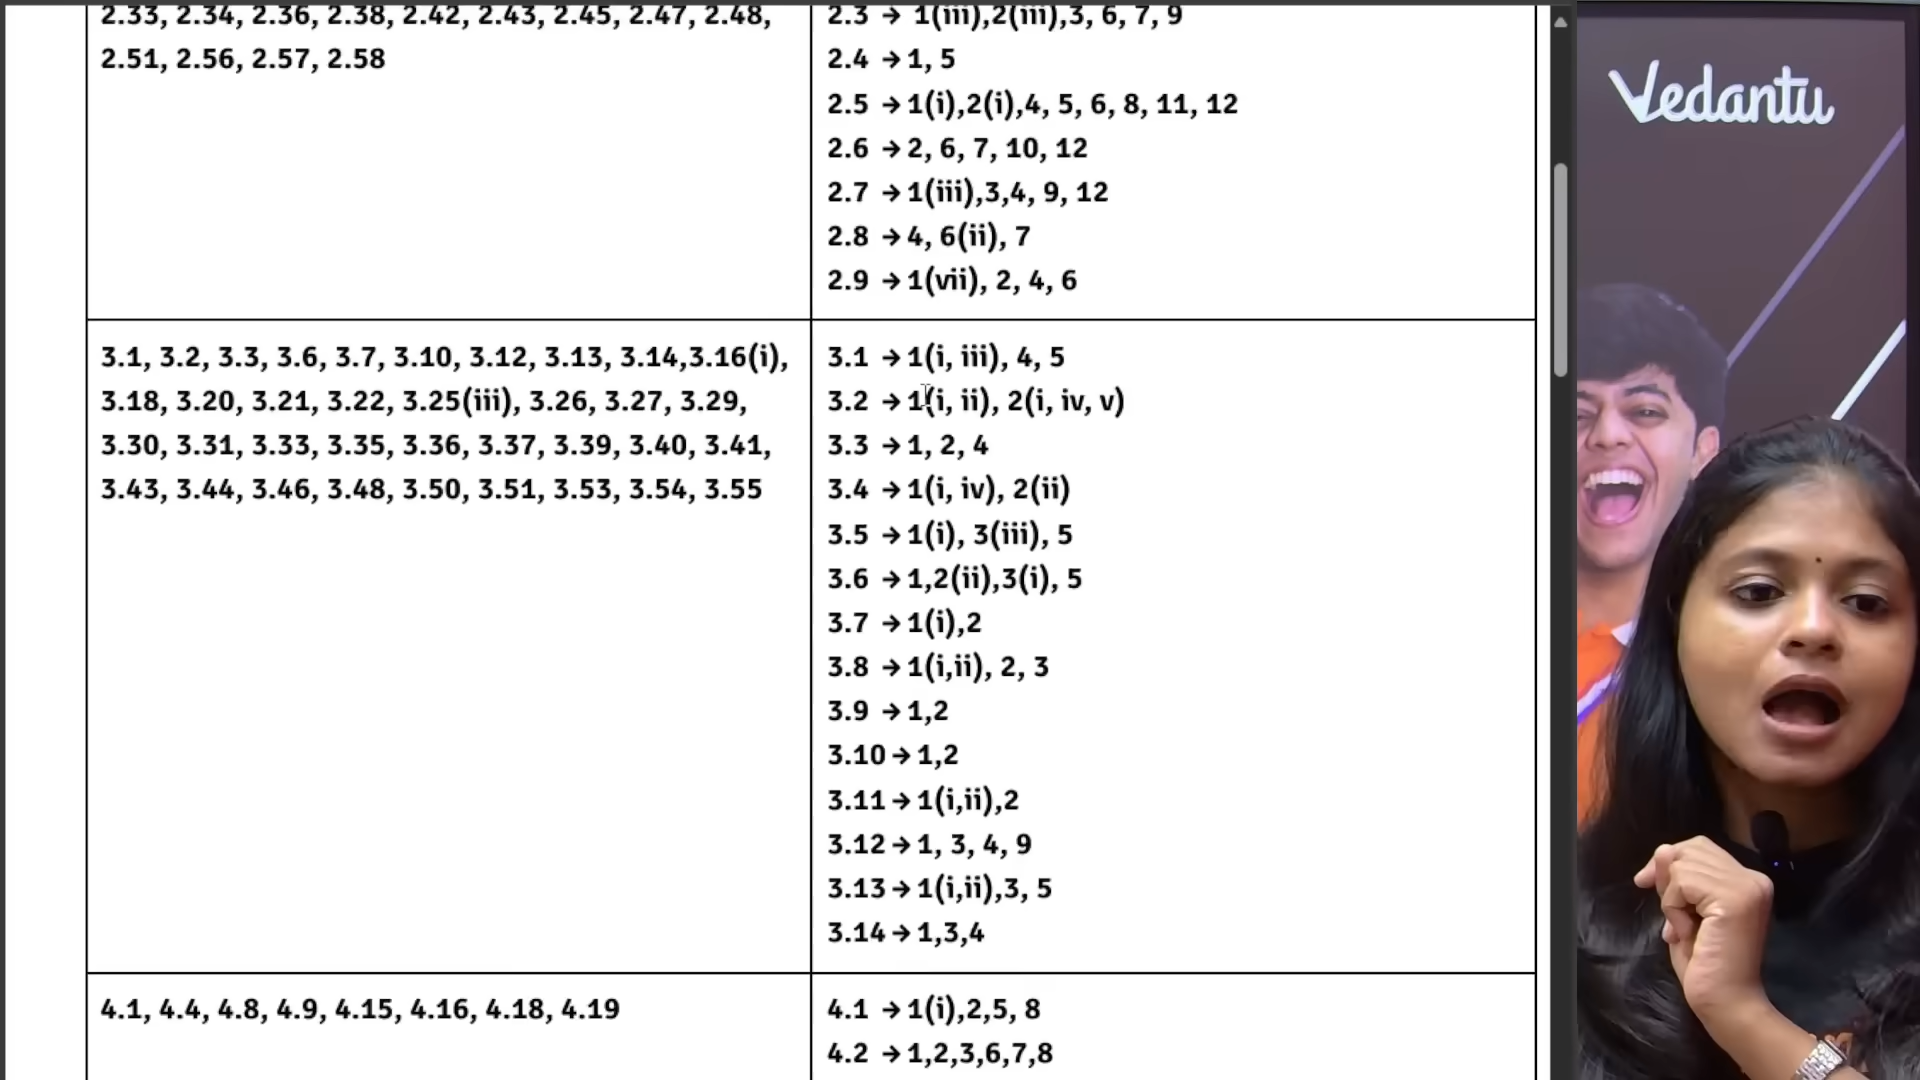 2.33, 2.34, 2.36, 2.38, 2.42, 2.43, 2.45, 2.47, 2.48,
2.51, 2.56, 2.57, 2.58
2.3 → 1(iii),2(iii),3, 6, 7, 9
2.4 → 1, 5
2.5 → 1(i),2(i),4, 5, 6, 8, 11, 12
2.6 → 2, 6, 7, 10, 12
2.7 → 1(iii),3,4, 9, 12
2.8 → 4, 6(ii), 7
2.9 → 1(vii), 2, 4, 6
3.1, 3.2, 3.3, 3.6, 3.7, 3.10, 3.12, 3.13, 3.14,3.16(i),
3.18, 3.20, 3.21, 3.22, 3.25(iii), 3.26, 3.27, 3.29,
3.30, 3.31, 3.33, 3.35, 3.36, 3.37, 3.39, 3.40, 3.41,
3.43, 3.44, 3.46, 3.48, 3.50, 3.51, 3.53, 3.54, 3.55
3.1 → 1(i, iii), 4, 5
3.2 → 1(i, ii), 2(i, iv, v)
3.3 → 1, 2, 4
3.4 → 1(i, iv), 2(ii)
3.5 → 1(i), 3(iii), 5
3.6 → 1,2(ii),3(i), 5
3.7 → 1(i),2
3.8 → 1(i,ii), 2, 3
3.9 → 1,2
3.10 → 1,2
3.11 → 1(i,ii),2
3.12 → 1, 3, 4, 9
3.13 → 1(i,ii),3, 5
3.14 → 1,3,4
4.1, 4.4, 4.8, 4.9, 4.15, 4.16, 4.18, 4.19
4.1 → 1(i),2,5, 8
4.2 → 1,2,3,6,7,8
Vedantu